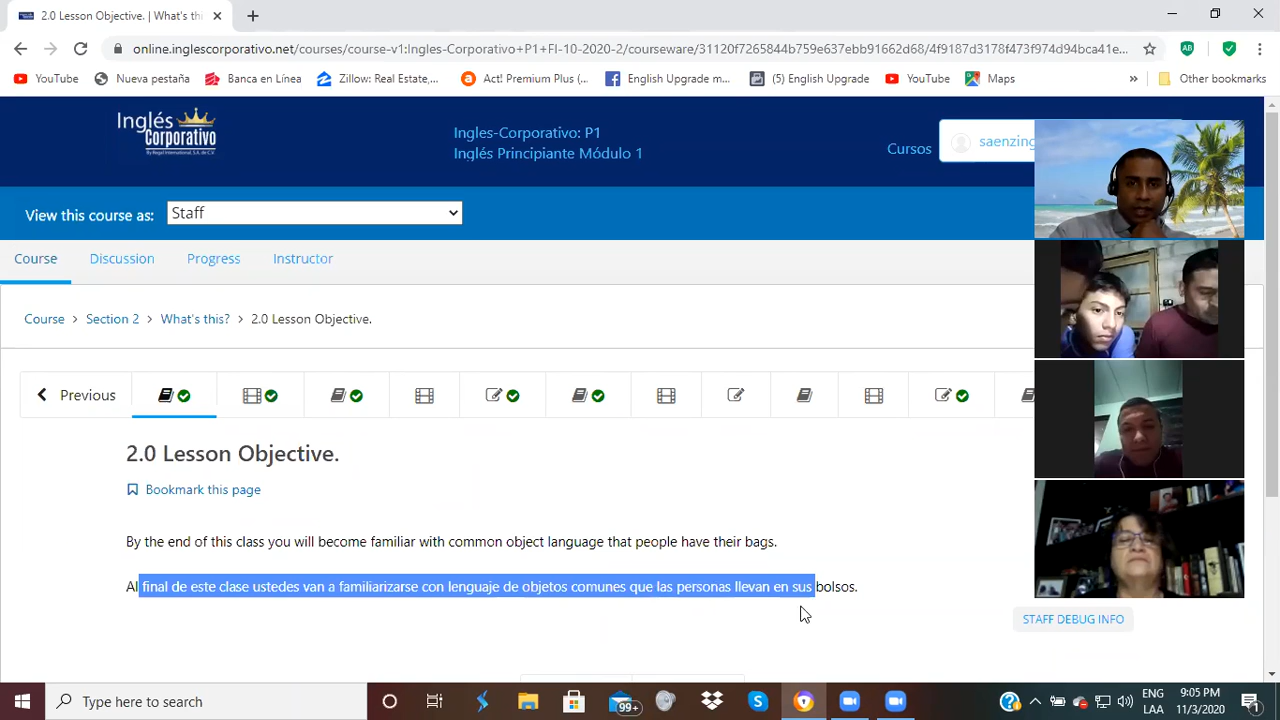 2.0 Lesson Objective. | What's thi
online.inglescorporativo.net/courses/course-v1:Ingles-Corporativo+P1+FI-10-2020-2/courseware/31120f7265844b759e637ebb91662d68/4f9187d3178f473f974d94bca41e...
YouTube Nueva pestaña Banca en Línea Zillow: Real Estate,... Act! Premium Plus (... English Upgrade m... (5) English Upgrade YouTube Maps » Other bookmarks
Inglés
Corporativo
By Regal International, S.A. de C.V.
Ingles-Corporativo: P1
Inglés Principiante Módulo 1
Cursos saenzing
View this course as: Staff
Course Discussion Progress Instructor
Course > Section 2 > What's this? > 2.0 Lesson Objective.
Previous
2.0 Lesson Objective.
Bookmark this page
By the end of this class you will become familiar with common object language that people have their bags.
Al final de este clase ustedes van a familiarizarse con lenguaje de objetos comunes que las personas llevan en sus bolsos.
STAFF DEBUG INFO
Type here to search
99+
ENG
LAA
9:05 PM
11/3/2020
1